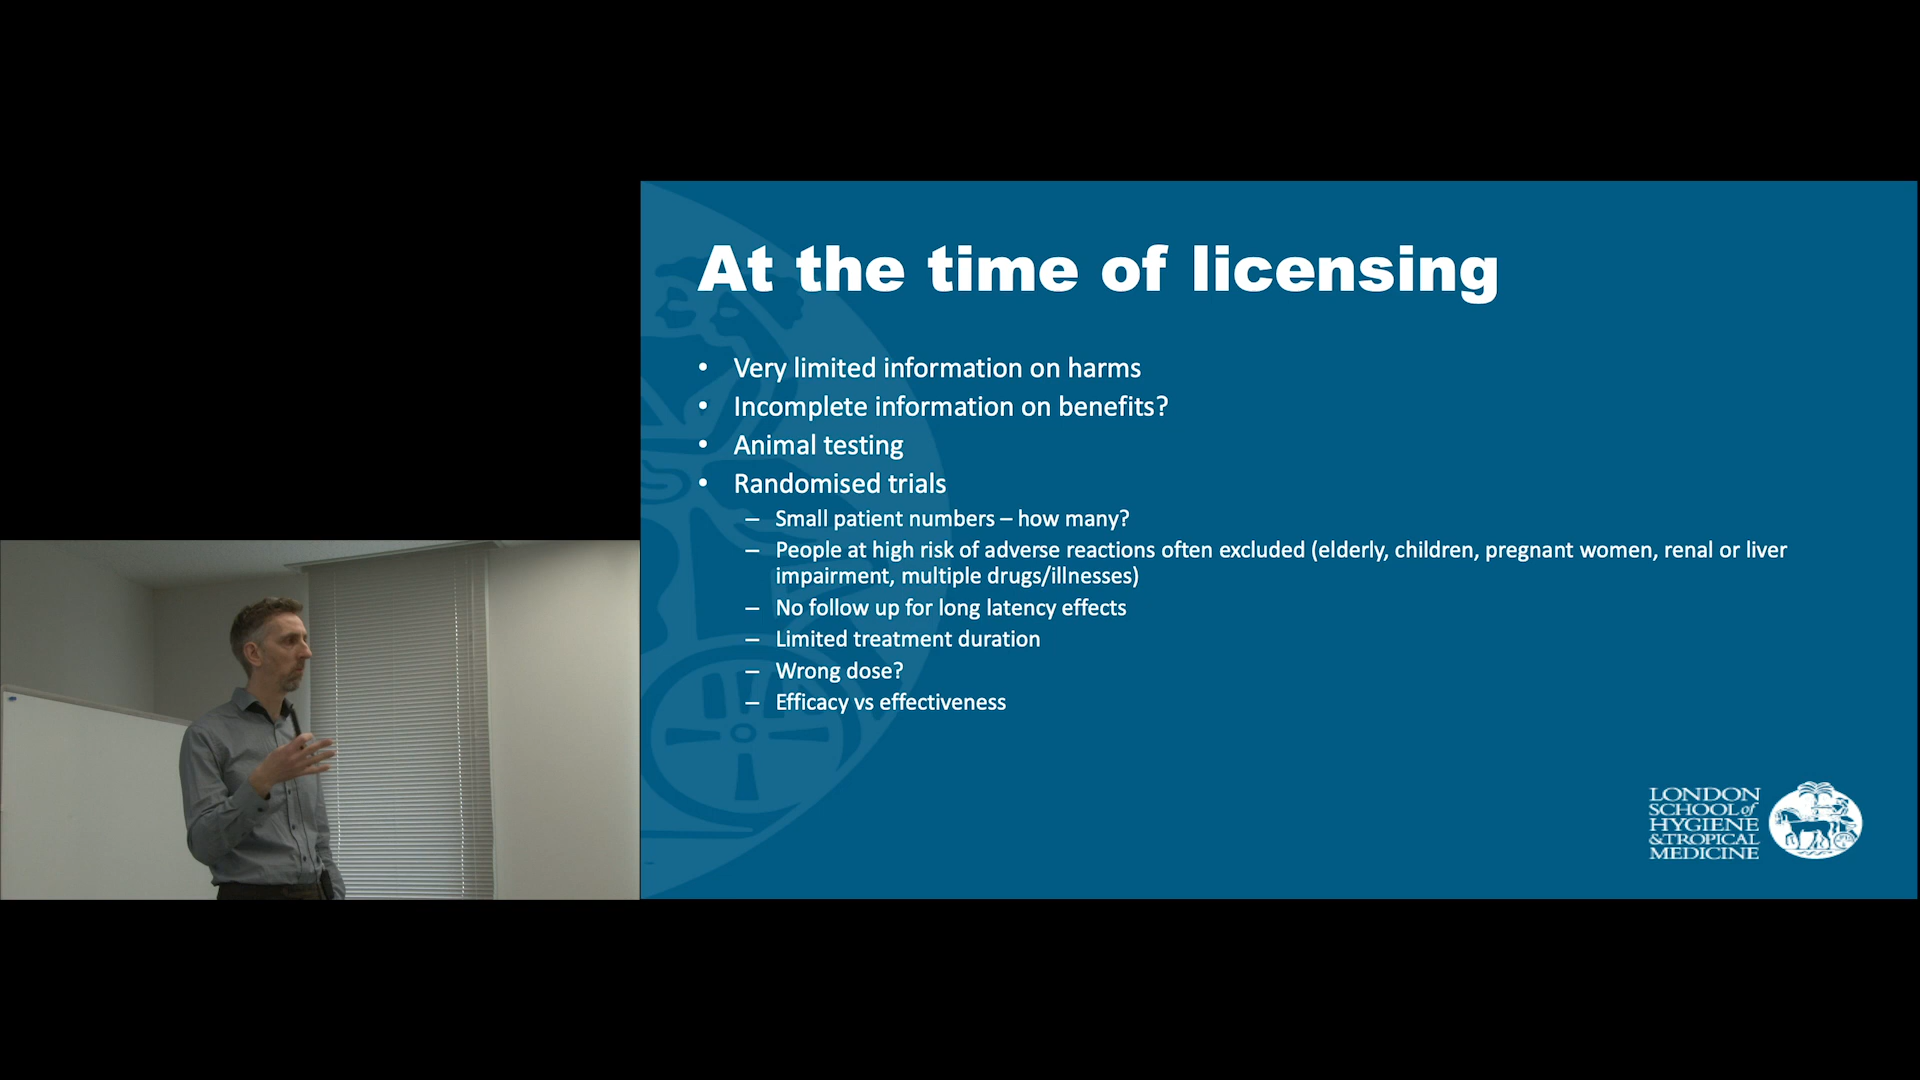 At the time of licensing
• Very limited information on harms
• Incomplete information on benefits?
• Animal testing
• Randomised trials
– Small patient numbers – how many?
– People at high risk of adverse reactions often excluded (elderly, children, pregnant women, renal or liver
impairment, multiple drugs/illnesses)
– No follow up for long latency effects
– Limited treatment duration
– Wrong dose?
– Efficacy vs effectiveness
LONDON
SCHOOL of
HYGIENE
& TROPICAL
MEDICINE